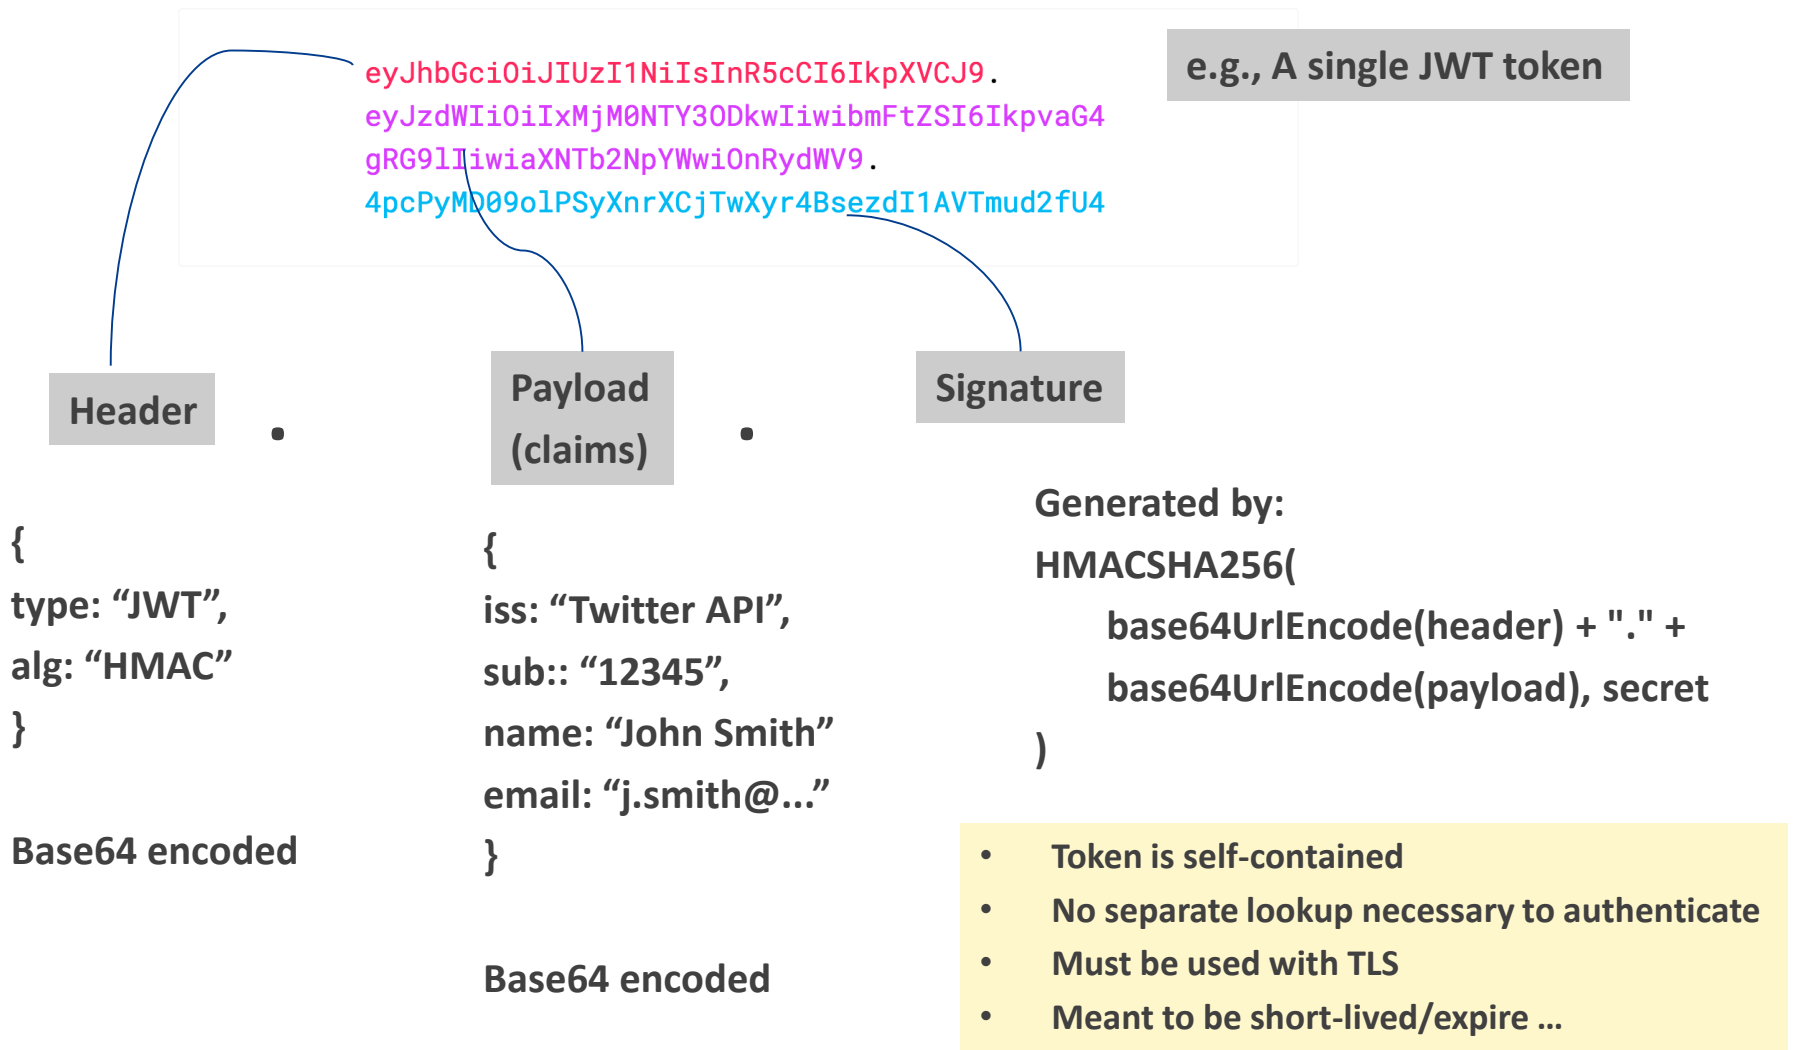 eyJhbGciOiJIUzI1NiIsInR5cCI6IkpXVCJ9.
e.g., A single JWT token
eyJzdWIiOiIxMjM0NTY3ODkwIiwibmFtZSI6IkpvaG4
gRG9lIiwiaXNTb2NpYWwiOnRydWV9.
4pcPyMD09olPSyXnrXCjTwXyr4BsezdI1AVTmud2fU4
Header
.
Payload
(claims)
.
Signature
{
type: “JWT”,
alg: “HMAC”
}
Base64 encoded
{
iss: “Twitter API”,
sub:: “12345”,
name: “John Smith”
email: “j.smith@...”
}
Base64 encoded
Generated by:
HMACSHA256(
base64UrlEncode(header) + "." +
base64UrlEncode(payload), secret
)
• Token is self-contained
• No separate lookup necessary to authenticate
• Must be used with TLS
• Meant to be short-lived/expire …